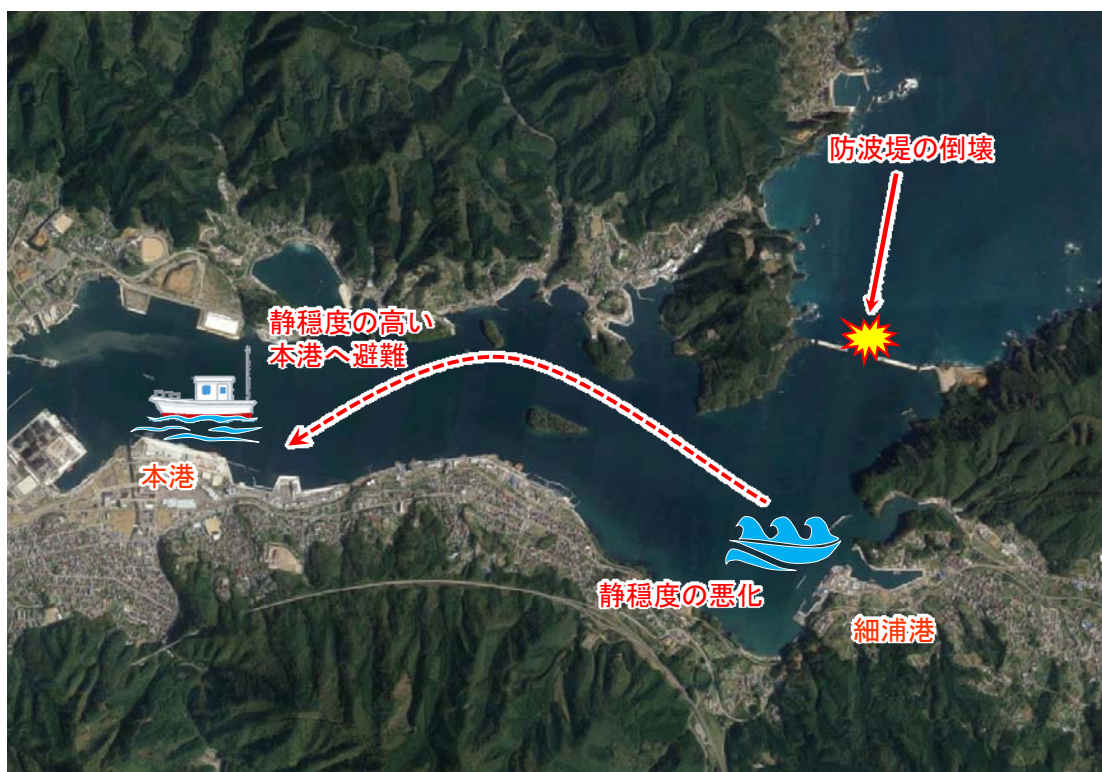 防波堤の倒壊
静穏度の高い
本港へ避難
本港
静穏度の悪化
細浦港